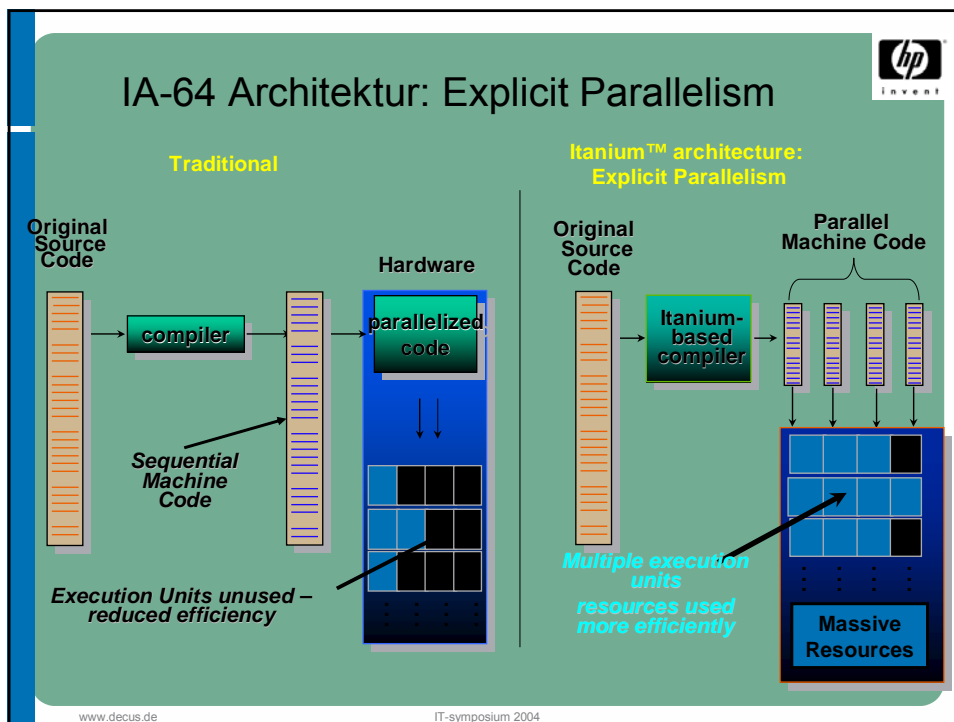 IA-64 Architektur: Explicit Parallelism
hp
invent
Traditional
Original
Source
Code
compiler
Sequential
Machine
Code
Hardware
parallelized
code
Execution Units unused –
reduced efficiency
Itanium™ architecture:
Explicit Parallelism
Original
Source
Code
Itanium-
based
compiler
Parallel
Machine Code
Multiple execution
units
resources used
more efficiently
Massive
Resources
www.decus.de
IT-symposium 2004